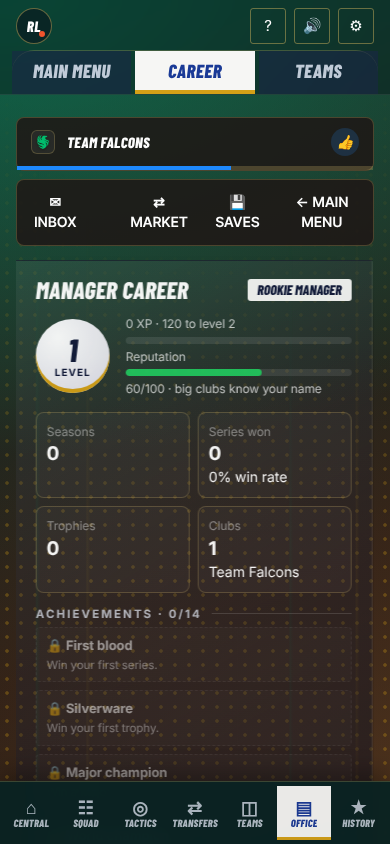 RL
?
MAIN MENU
CAREER
TEAMS
TEAM FALCONS
INBOX
MARKET
SAVES
← MAIN
MENU
MANAGER CAREER
ROOKIE MANAGER
1
LEVEL
0 XP · 120 to level 2
Reputation
60/100 · big clubs know your name
Seasons
0
Series won
0
0% win rate
Trophies
0
Clubs
1
Team Falcons
ACHIEVEMENTS · 0/14
First blood
Win your first series.
Silverware
Win your first trophy.
Major champion
CENTRAL
SQUAD
TACTICS
TRANSFERS
TEAMS
OFFICE
HISTORY